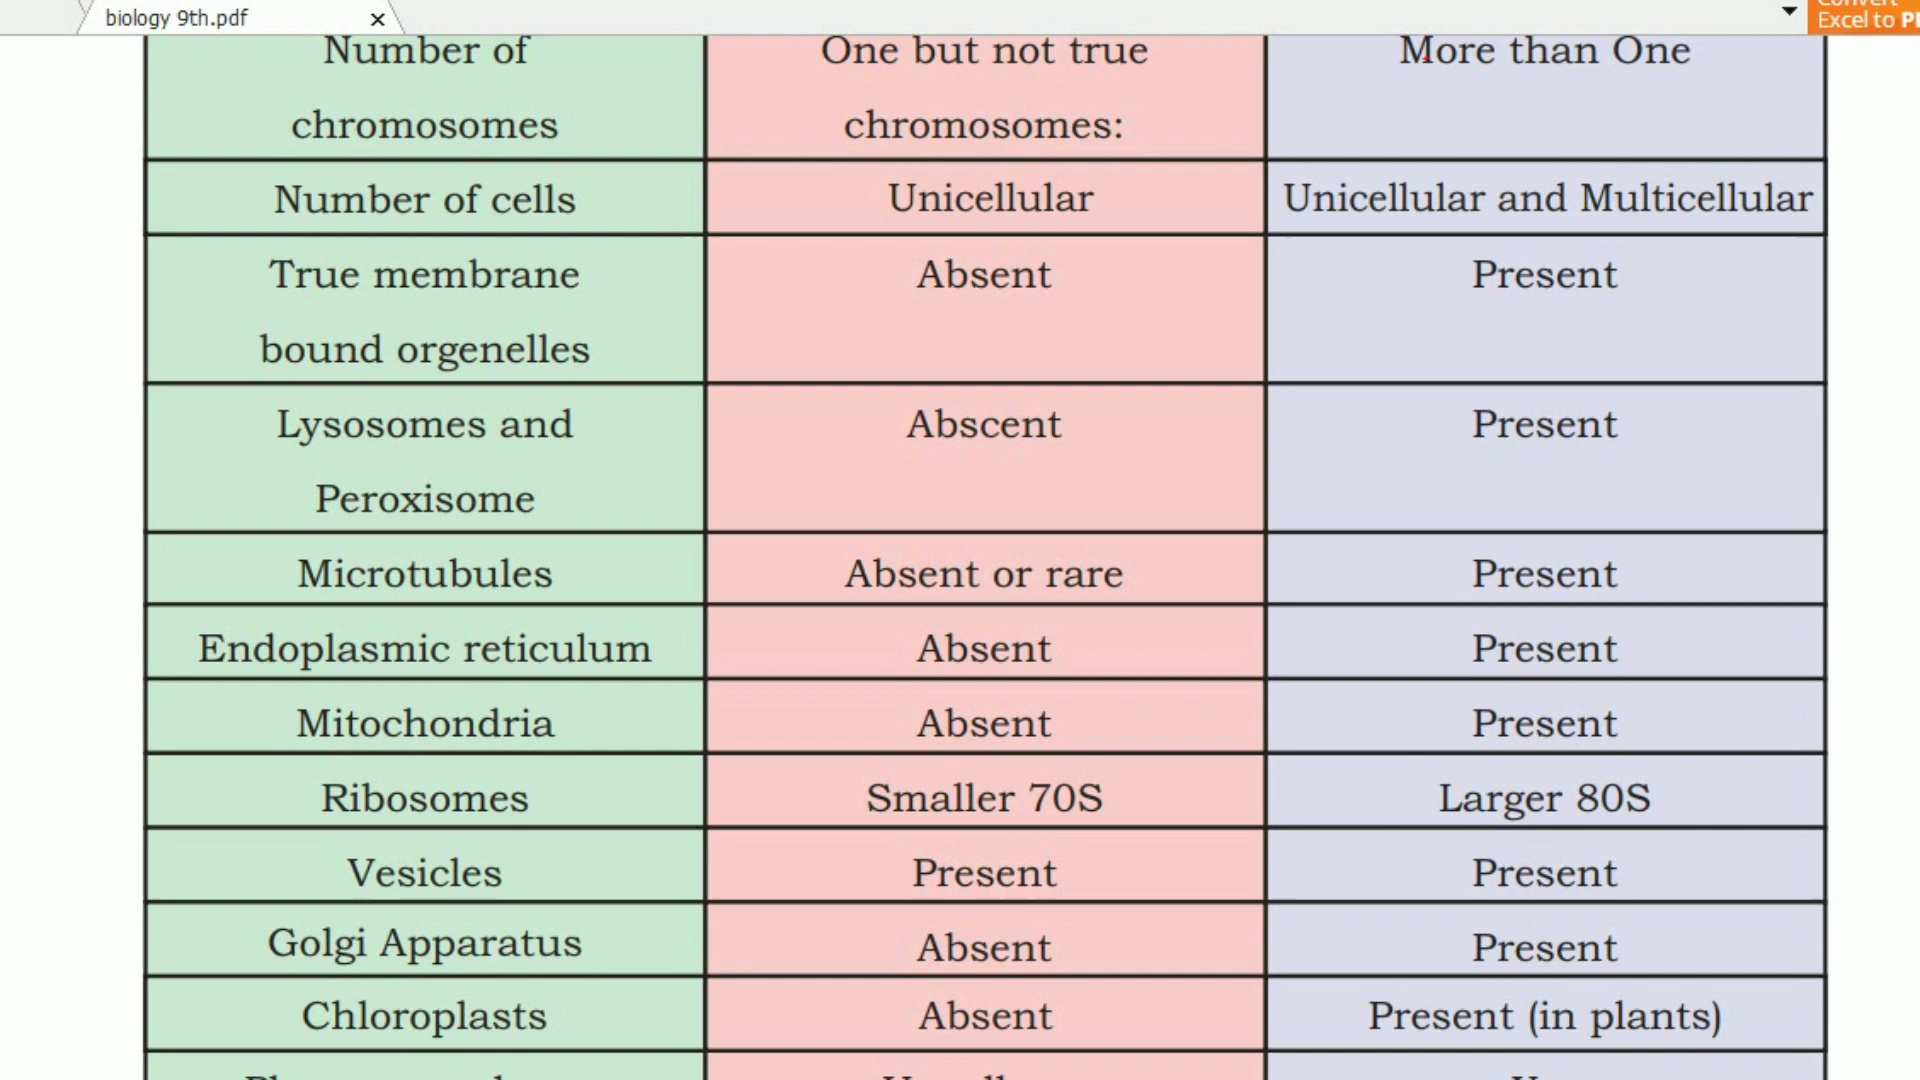 biology 9th.pdf
Convert
Excel to
Number of
chromosomes
One but not true
chromosomes:
More than One
Number of cells
Unicellular
Unicellular and Multicellular
True membrane
bound orgenelles
Absent
Present
Lysosomes and
Peroxisome
Abscent
Present
Microtubules
Absent or rare
Present
Endoplasmic reticulum
Absent
Present
Mitochondria
Absent
Present
Ribosomes
Smaller 70S
Larger 80S
Vesicles
Present
Present
Golgi Apparatus
Absent
Present
Chloroplasts
Absent
Present (in plants)